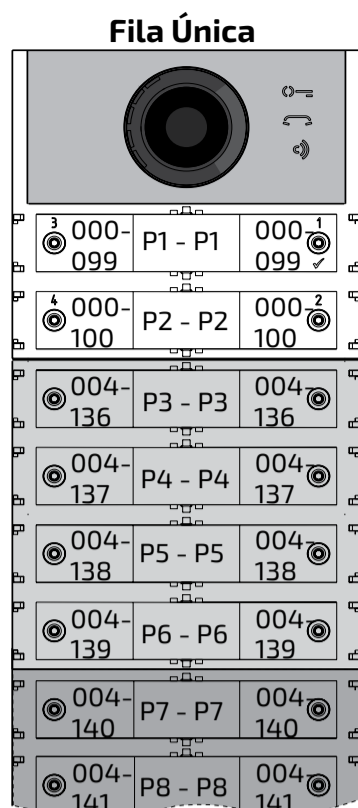 Fila Única
3 000- P1 - P1 000- 1
099 099 ✓
4 000- P2 - P2 000- 2
100 100
004- P3 - P3 004-
136 136
004- P4 - P4 004-
137 137
004- P5 - P5 004-
138 138
004- P6 - P6 004-
139 139
004- P7 - P7 004-
140 140
004- P8 - P8 004-
141 141